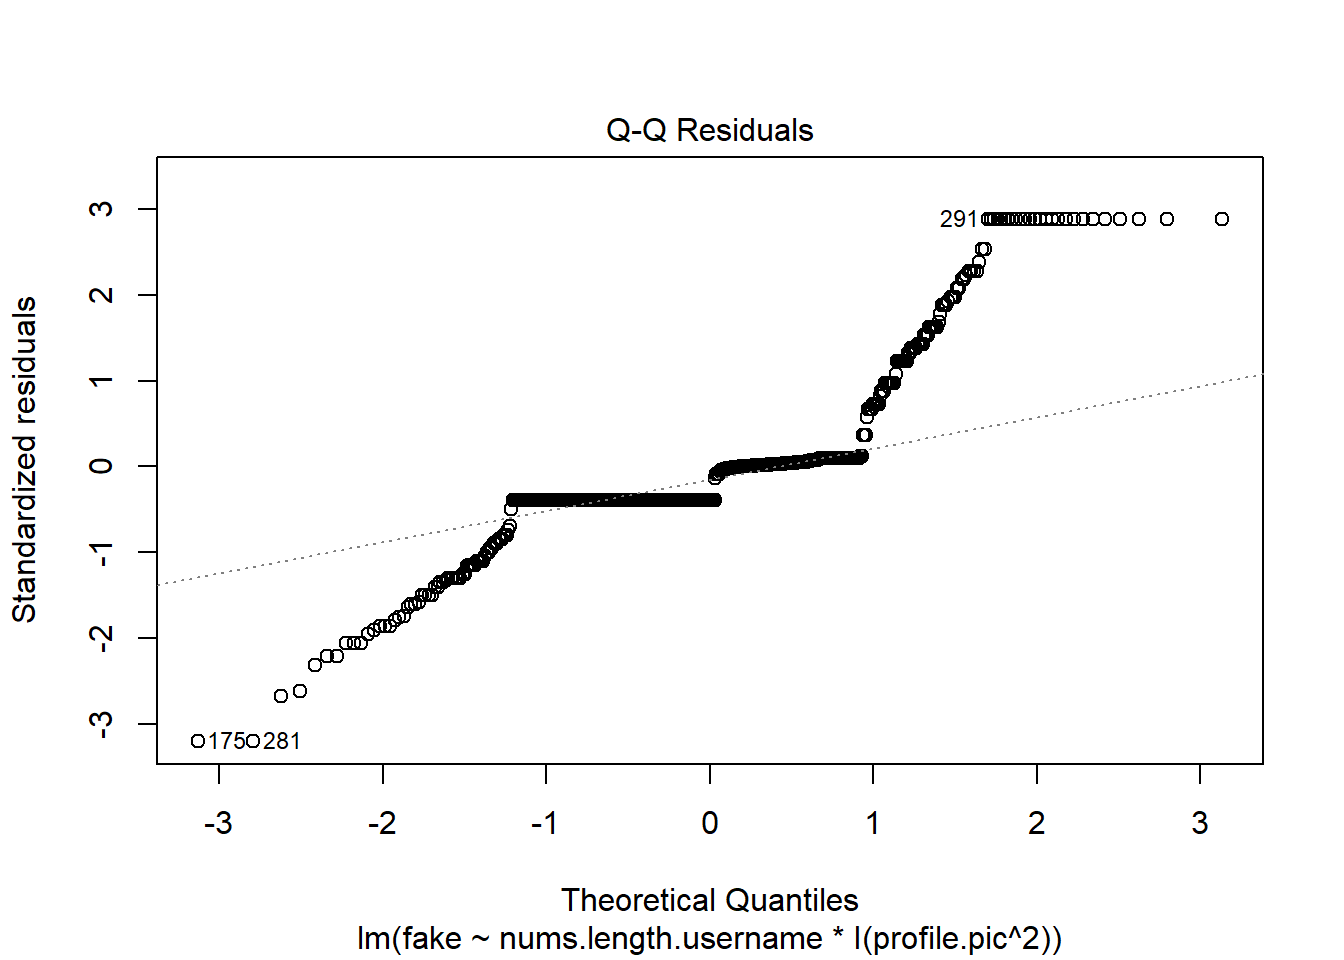 Q-Q Residuals
Standardized residuals
3
2
1
0
-1
-2
-3
291
175
281
-3 -2 -1 0 1 2 3
Theoretical Quantiles
lm(fake ~ nums.length.username * I(profile.pic^2))